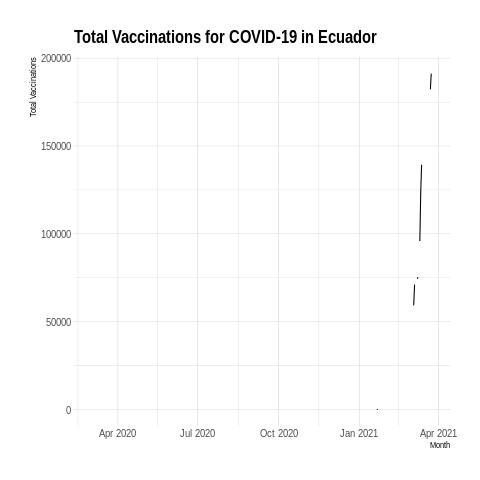 Total Vaccinations for COVID-19 in Ecuador
Total Vaccinations
200000
150000
100000
50000
0
Apr 2020 Jul 2020 Oct 2020 Jan 2021 Apr 2021
Month